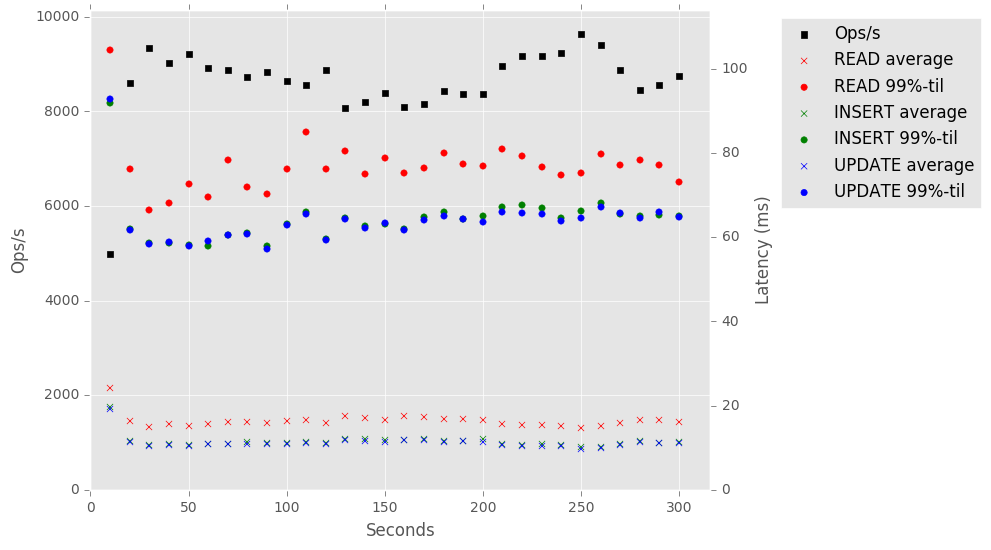 10000
8000
6000
4000
2000
0
Ops/s
0
50
100
150
200
250
300
Seconds
100
80
60
40
20
0
Latency (ms)
Ops/s
READ average
READ 99%-til
INSERT average
INSERT 99%-til
UPDATE average
UPDATE 99%-til